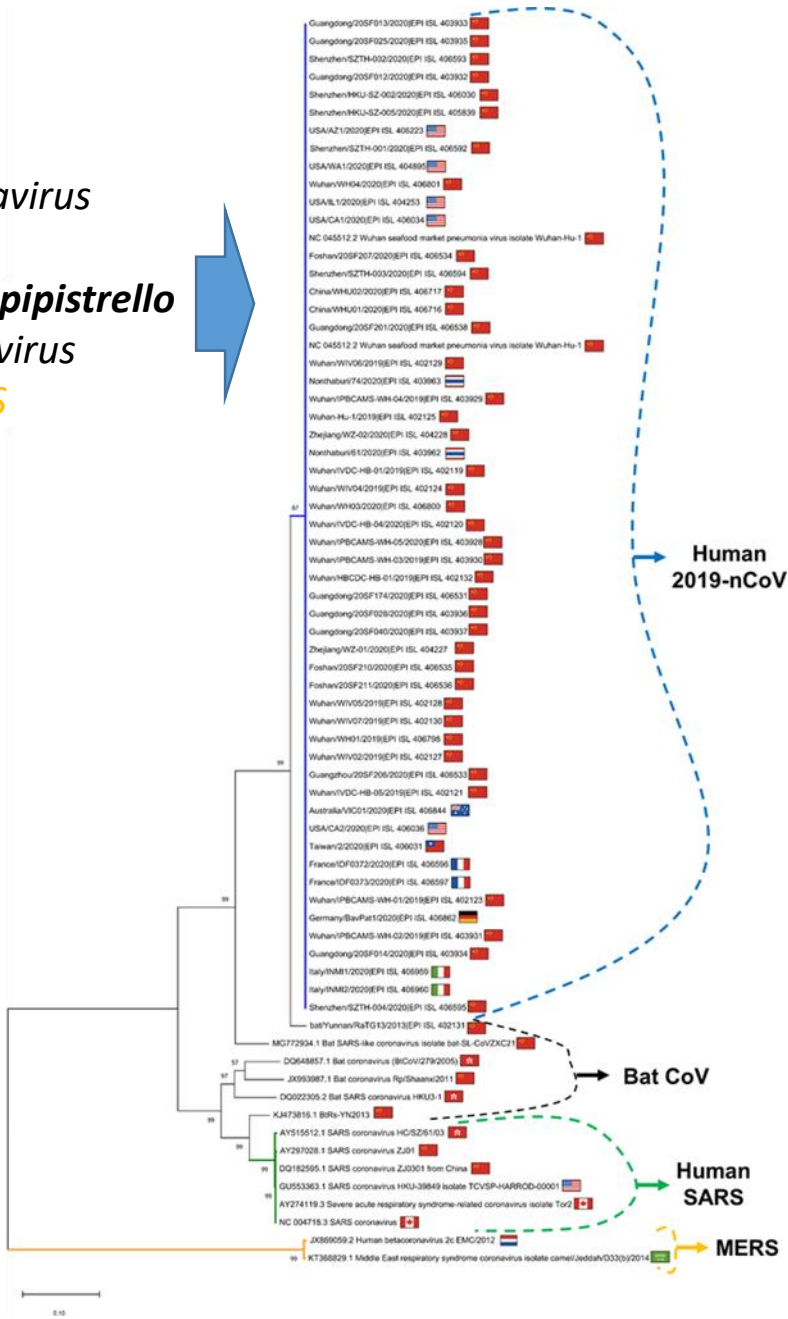 avirus
pipistrello
virus
S
Guangdong/20SF013/2020|EPI ISL 403933
Guangdong/20SF025/2020|EPI ISL 403935
Shenzhen/SZTH-002/2020|EPI ISL 406593
Guangdong/20SF012/2020|EPI ISL 403932
Shenzhen/HKU-SZ-002/2020|EPI ISL 406030
Shenzhen/HKU-SZ-005/2020|EPI ISL 405839
USA/AZ1/2020|EPI ISL 406223
Shenzhen/SZTH-001/2020|EPI ISL 406592
USA/WA1/2020|EPI ISL 404895
Wuhan/WH04/2020|EPI ISL 406801
USA/IL1/2020|EPI ISL 404253
USA/CA1/2020|EPI ISL 406034
NC 045512.2 Wuhan seafood market pneumonia virus isolate Wuhan-Hu-1
Foshan/20SF207/2020|EPI ISL 406534
Shenzhen/SZTH-003/2020|EPI ISL 406594
China/WHU02/2020|EPI ISL 406717
China/WHU01/2020|EPI ISL 406716
Guangdong/20SF201/2020|EPI ISL 406538
NC 045512.2 Wuhan seafood market pneumonia virus isolate Wuhan-Hu-1
Wuhan/WIV06/2019|EPI ISL 402129
Nonthaburi/74/2020|EPI ISL 403963
Wuhan/IPBCAMS-WH-04/2019|EPI ISL 403929
Wuhan-Hu-1/2019|EPI ISL 402125
Zhejiang/WZ-02/2020|EPI ISL 404228
Nonthaburi/61/2020|EPI ISL 403962
Wuhan/IVDC-HB-01/2019|EPI ISL 402119
Wuhan/WIV04/2019|EPI ISL 402124
Wuhan/WH03/2020|EPI ISL 406800
Wuhan/IVDC-HB-04/2020|EPI ISL 402120
Wuhan/IPBCAMS-WH-05/2020|EPI ISL 403928
Wuhan/IPBCAMS-WH-03/2019|EPI ISL 403930
Wuhan/HBCDC-HB-01/2019|EPI ISL 402132
Guangdong/20SF174/2020|EPI ISL 406531
Guangdong/20SF028/2020|EPI ISL 403936
Guangdong/20SF040/2020|EPI ISL 403937
Zhejiang/WZ-01/2020|EPI ISL 404227
Foshan/20SF210/2020|EPI ISL 406535
Foshan/20SF211/2020|EPI ISL 406536
Wuhan/WIV05/2019|EPI ISL 402128
Wuhan/WIV07/2019|EPI ISL 402130
Wuhan/WH01/2019|EPI ISL 406798
Wuhan/WIV02/2019|EPI ISL 402127
Guangzhou/20SF206/2020|EPI ISL 406533
Wuhan/IVDC-HB-05/2019|EPI ISL 402121
Australia/VIC01/2020|EPI ISL 406844
USA/CA2/2020|EPI ISL 406036
Taiwan/2/2020|EPI ISL 406031
France/IDF0372/2020|EPI ISL 406596
France/IDF0373/2020|EPI ISL 406597
Wuhan/IPBCAMS-WH-01/2019|EPI ISL 402123
Germany/BavPat1/2020|EPI ISL 406862
Wuhan/IPBCAMS-WH-02/2019|EPI ISL 403931
Guangdong/20SF014/2020|EPI ISL 403934
Italy/INMI1/2020|EPI ISL 406959
Italy/INMI2/2020|EPI ISL 406960
Shenzhen/SZTH-004/2020|EPI ISL 406595
bat/Yunnan/RaTG13/2013|EPI ISL 402131
MG772934.1 Bat SARS-like coronavirus isolate bat-SL-CoVZXC21
DQ648857.1 Bat coronavirus (BtCoV/279/2005)
JX993987.1 Bat coronavirus Rp/Shaanxi2011
DQ022305.2 Bat SARS coronavirus HKU3-1
KJ473816.1 BtRs-YN2013
AY515512.1 SARS coronavirus HC/SZ/61/03
AY297028.1 SARS coronavirus ZJ01
DQ182595.1 SARS coronavirus ZJ0301 from China
GU553363.1 SARS coronavirus HKU-39849 isolate TCVSP-HARROD-00001
AY274119.3 Severe acute respiratory syndrome-related coronavirus isolate Tor2
NC 004718.3 SARS coronavirus
JX869059.2 Human betacoronavirus 2c EMC/2012
KT368829.1 Middle East respiratory syndrome coronavirus isolate camel/Jeddah/D33(b)/2014
87
99
99
57
97
99
99
99
99
99
Human
2019-nCoV
Bat CoV
Human
SARS
MERS
0.10